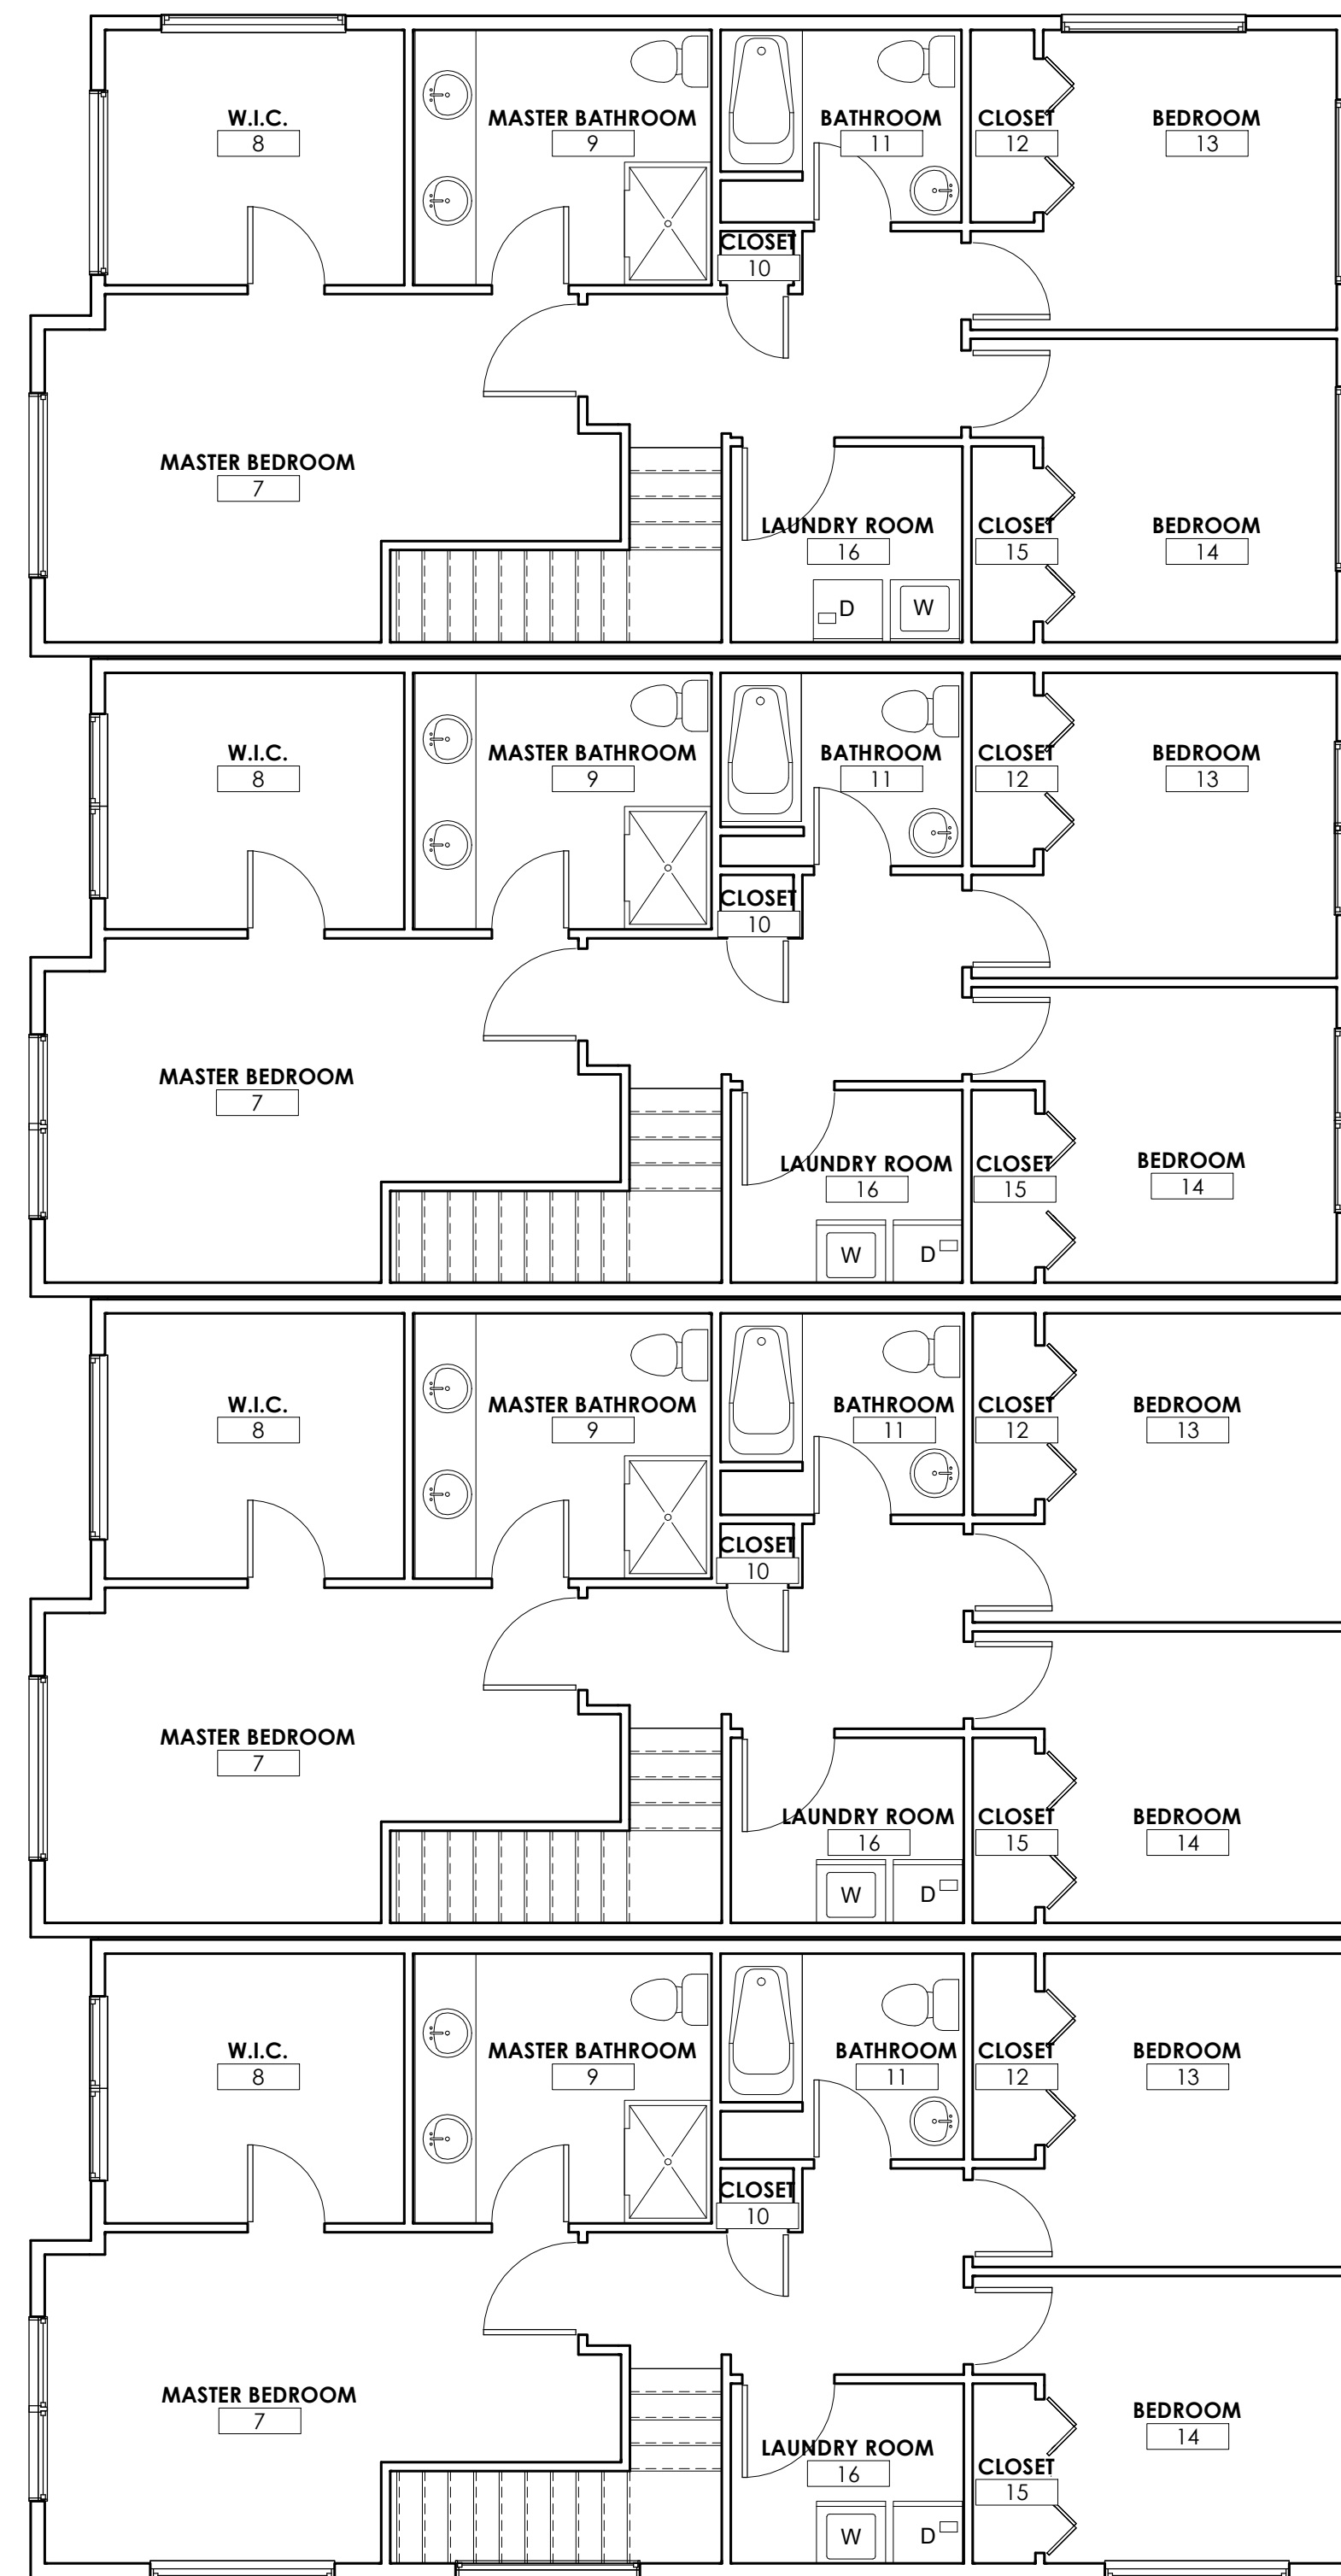 W.I.C.
8
MASTER BATHROOM
9
BATHROOM
11
CLOSET
12
BEDROOM
13
CLOSET
10
MASTER BEDROOM
7
LAUNDRY ROOM
16
CLOSET
15
BEDROOM
14
D
W
W.I.C.
8
MASTER BATHROOM
9
BATHROOM
11
CLOSET
12
BEDROOM
13
CLOSET
10
MASTER BEDROOM
7
LAUNDRY ROOM
16
CLOSET
15
BEDROOM
14
W
D
W.I.C.
8
MASTER BATHROOM
9
BATHROOM
11
CLOSET
12
BEDROOM
13
CLOSET
10
MASTER BEDROOM
7
LAUNDRY ROOM
16
CLOSET
15
BEDROOM
14
W
D
W.I.C.
8
MASTER BATHROOM
9
BATHROOM
11
CLOSET
12
BEDROOM
13
CLOSET
10
MASTER BEDROOM
7
LAUNDRY ROOM
16
CLOSET
15
BEDROOM
14
W
D